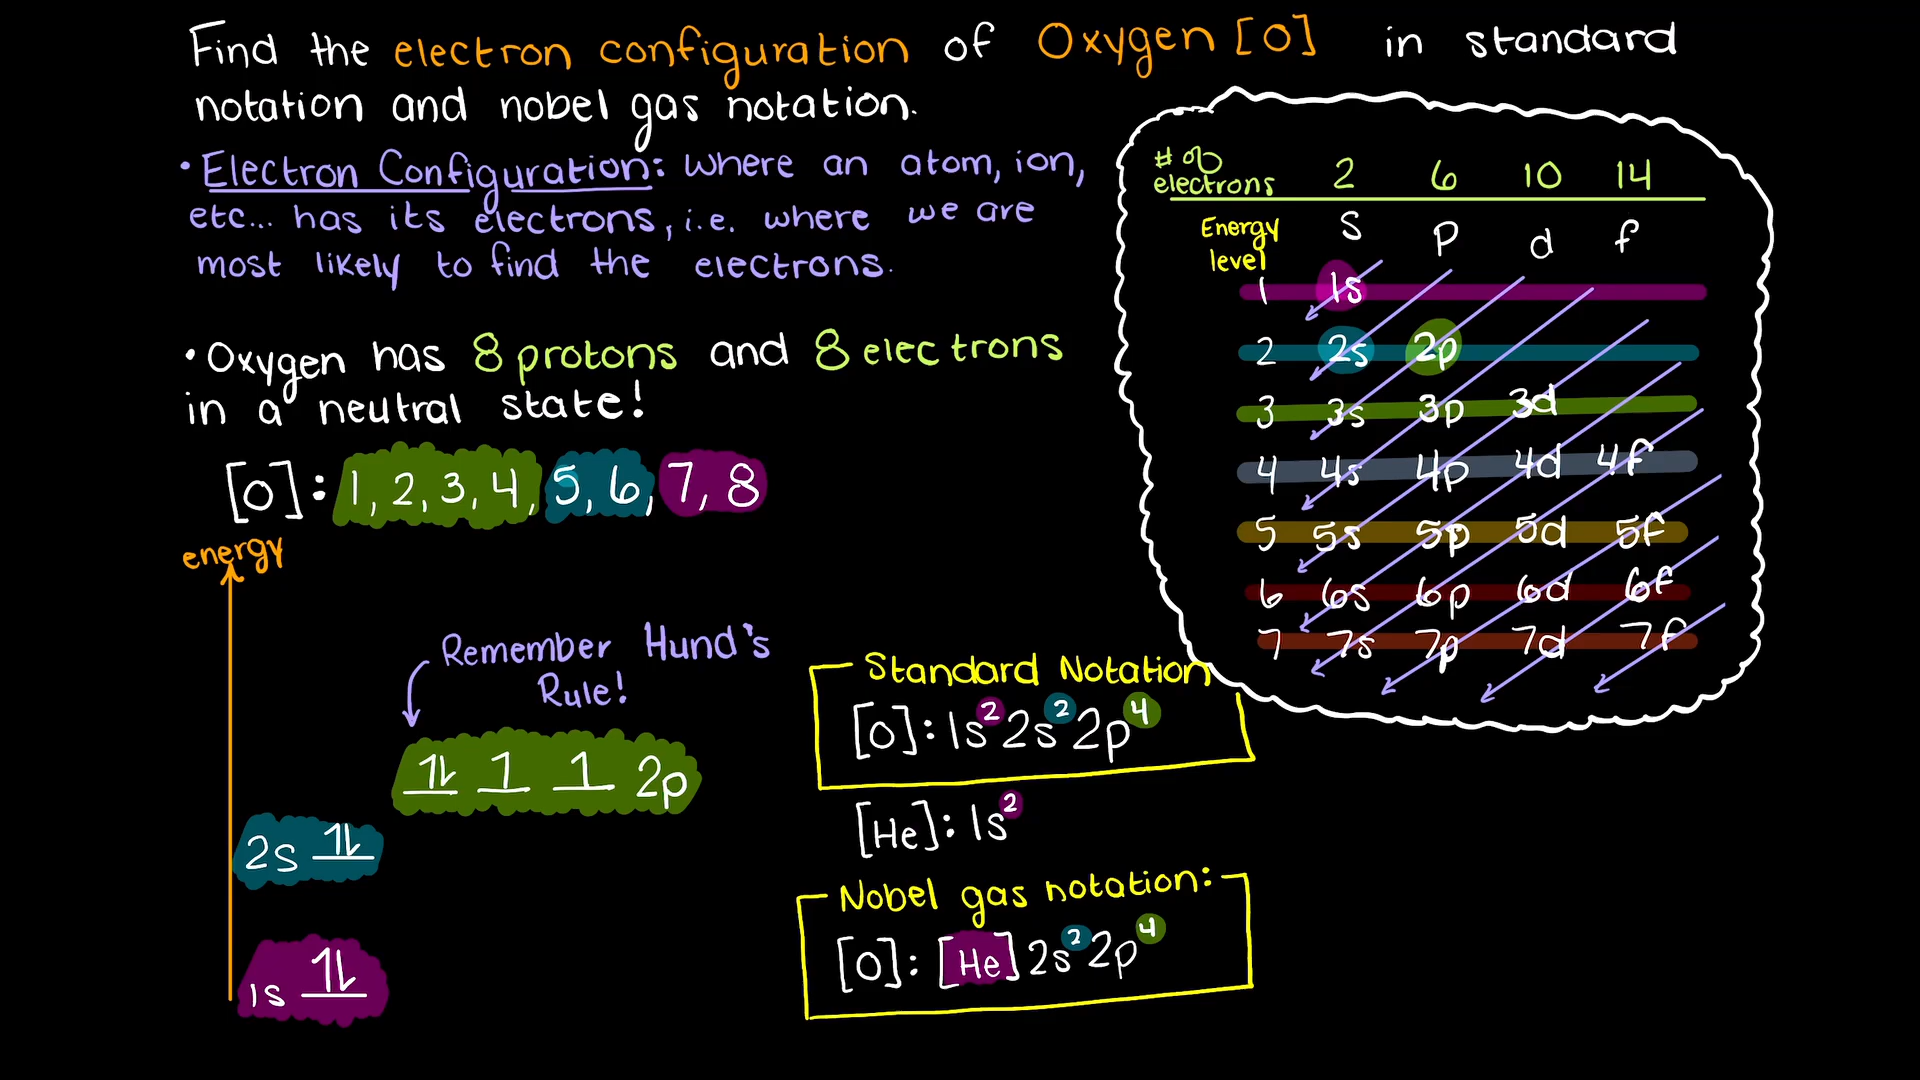 Find the electron configuration of Oxygen [O] in standard
notation and nobel gas notation.
• Electron Configuration: where an atom, ion,
etc... has its electrons, i.e. where we are
most likely to find the electrons.
• Oxygen has 8 protons and 8 electrons
in a neutral state!
[O]: 1, 2, 3, 4, 5, 6, 7, 8
energy
Remember Hund's
Rule!
↿⇂ ↿ ↿ 2p
2s ↿⇂
1s ↿⇂
Standard Notation
[O]: 1s² 2s² 2p⁴
[He]: 1s²
Nobel gas notation:
[O]: [He] 2s² 2p⁴
# of
electrons 2 6 10 14
Energy
level s p d f
1 1s
2 2s 2p
3 3s 3p 3d
4 4s 4p 4d 4f
5 5s 5p 5d 5f
6 6s 6p 6d 6f
7 7s 7p 7d 7f